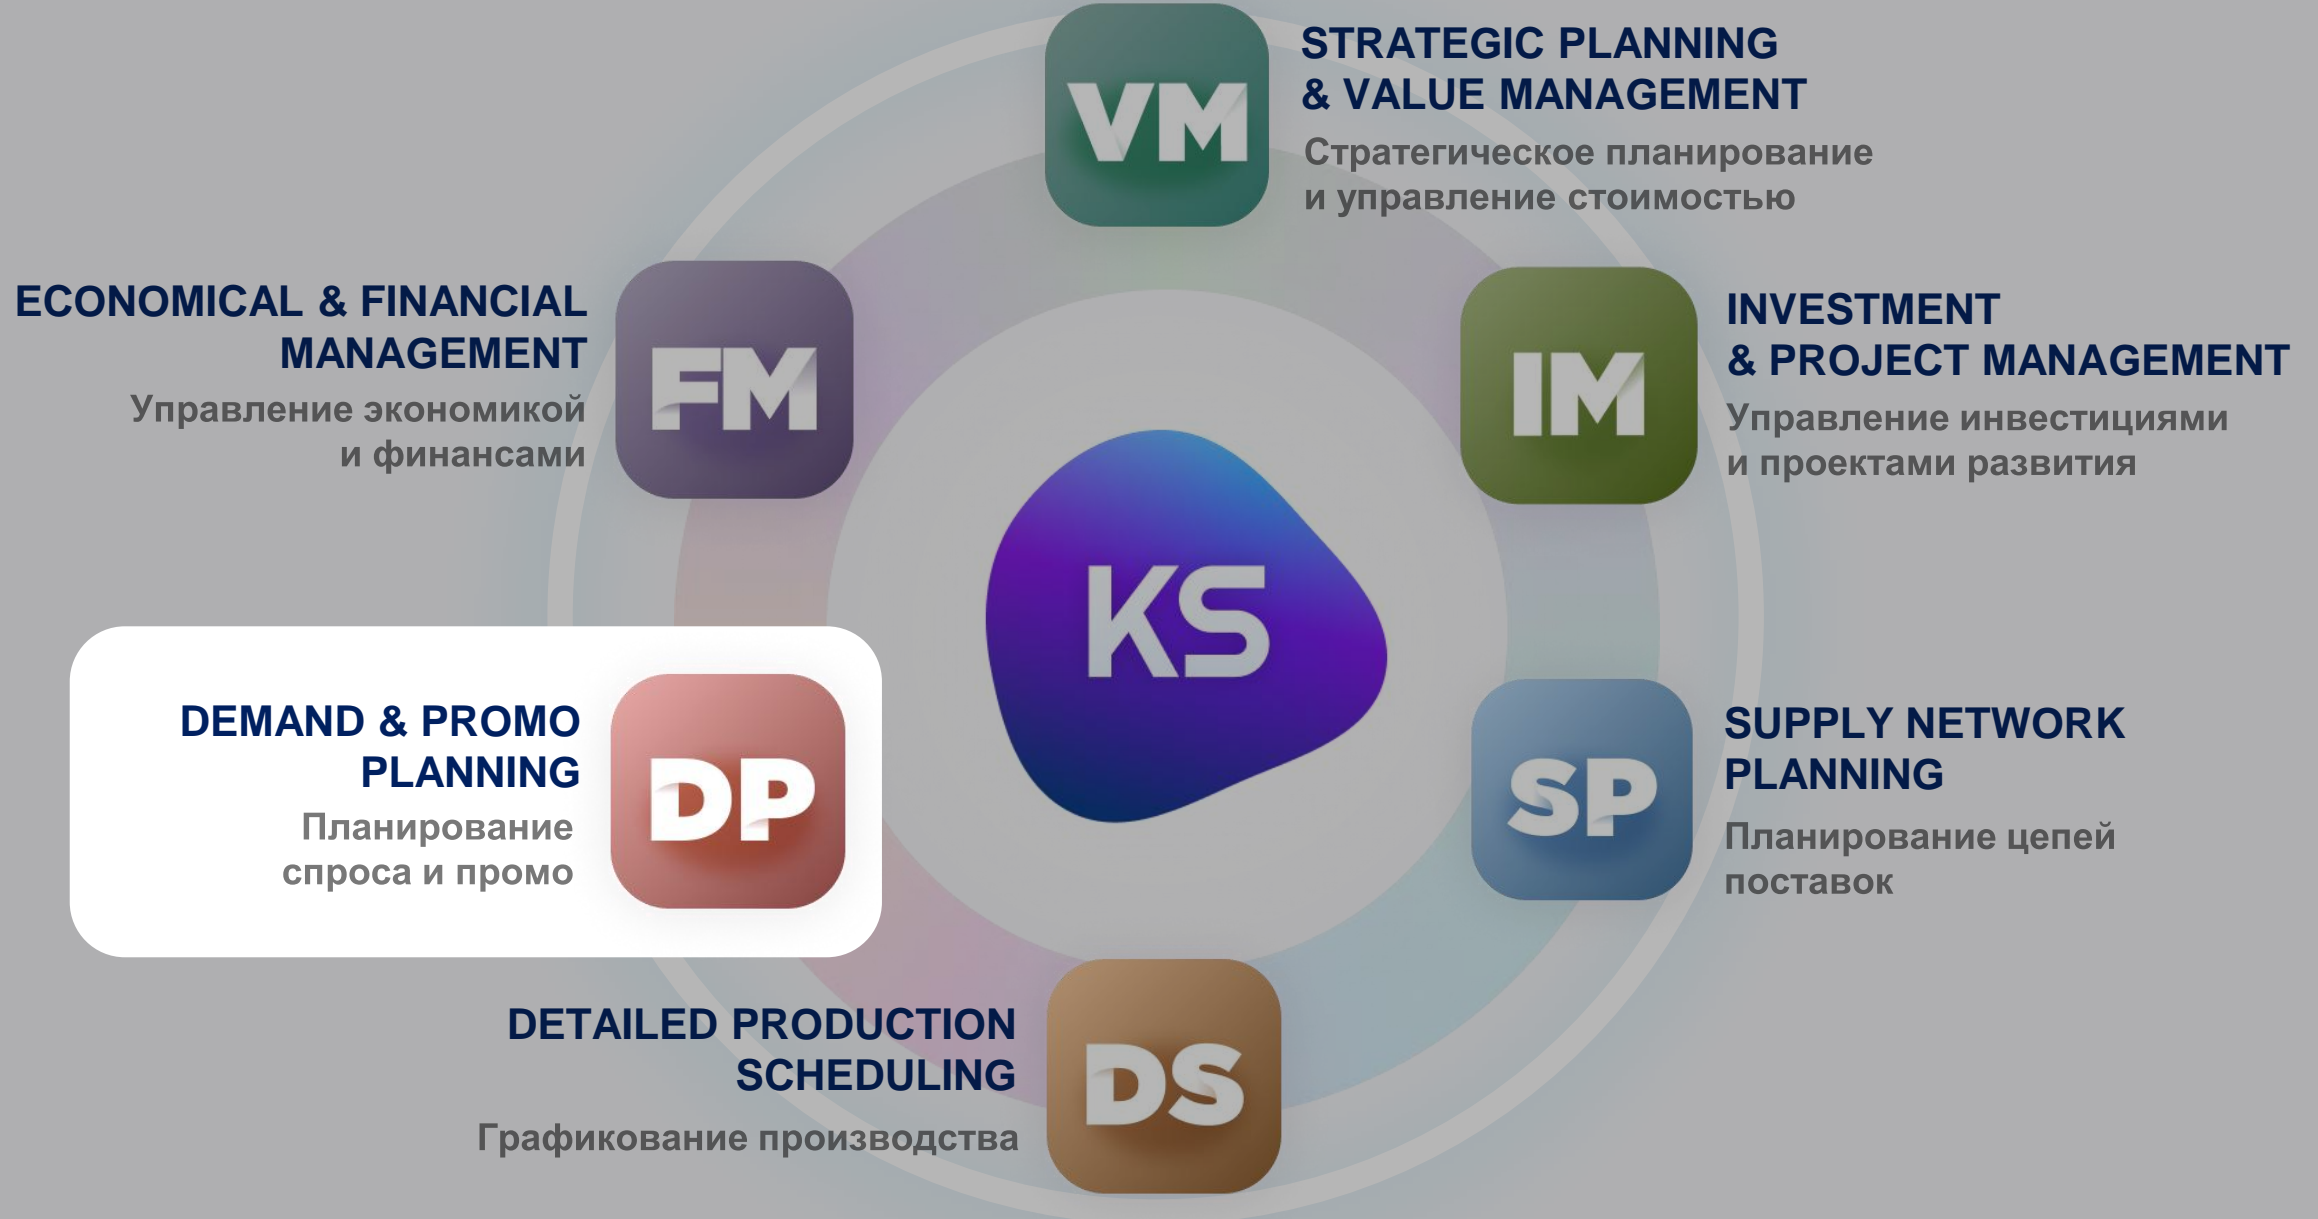 VM
STRATEGIC PLANNING
& VALUE MANAGEMENT
Стратегическое планирование
и управление стоимостью
ECONOMICAL & FINANCIAL
MANAGEMENT
Управление экономикой
и финансами
FM
IM
INVESTMENT
& PROJECT MANAGEMENT
Управление инвестициями
и проектами развития
KS
DEMAND & PROMO
PLANNING
Планирование
спроса и промо
DP
SP
SUPPLY NETWORK
PLANNING
Планирование цепей
поставок
DETAILED PRODUCTION
SCHEDULING
Графикование производства
DS